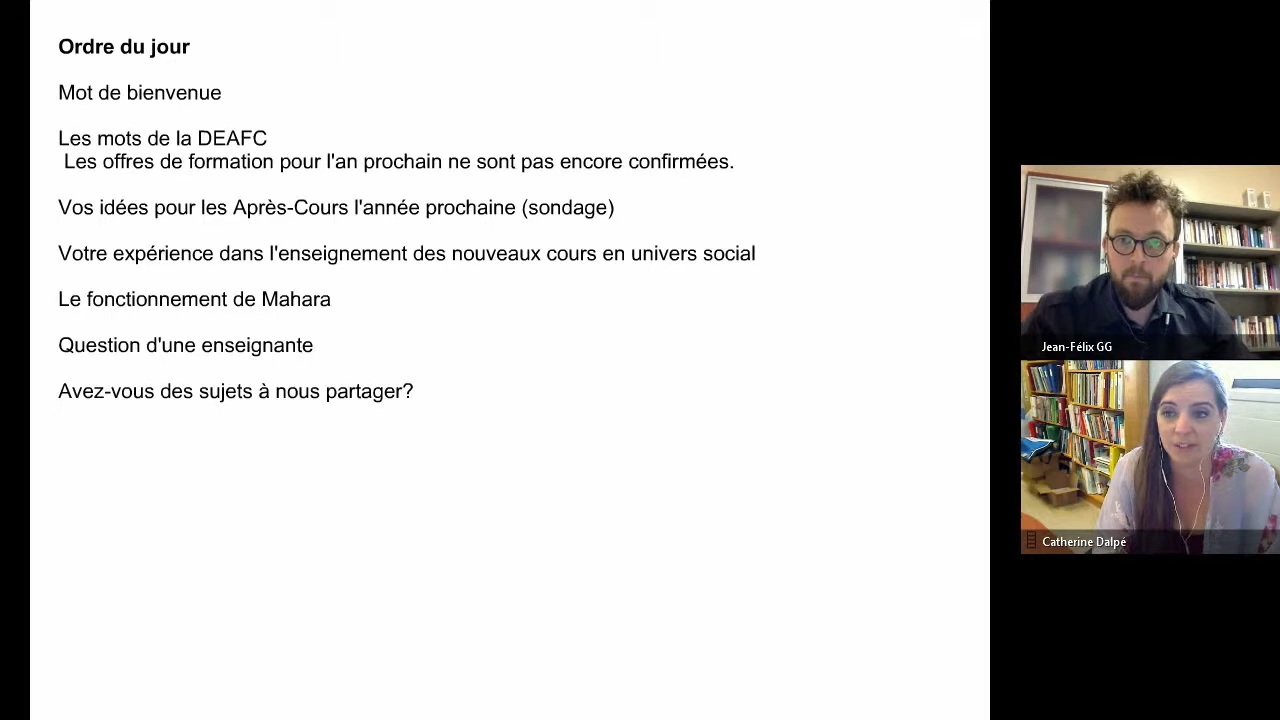 Ordre du jour
Mot de bienvenue
Les mots de la DEAFC
Les offres de formation pour l'an prochain ne sont pas encore confirmées.
Vos idées pour les Après-Cours l'année prochaine (sondage)
Votre expérience dans l'enseignement des nouveaux cours en univers social
Le fonctionnement de Mahara
Question d'une enseignante
Avez-vous des sujets à nous partager?
Jean-Félix GG
Catherine Dalpé